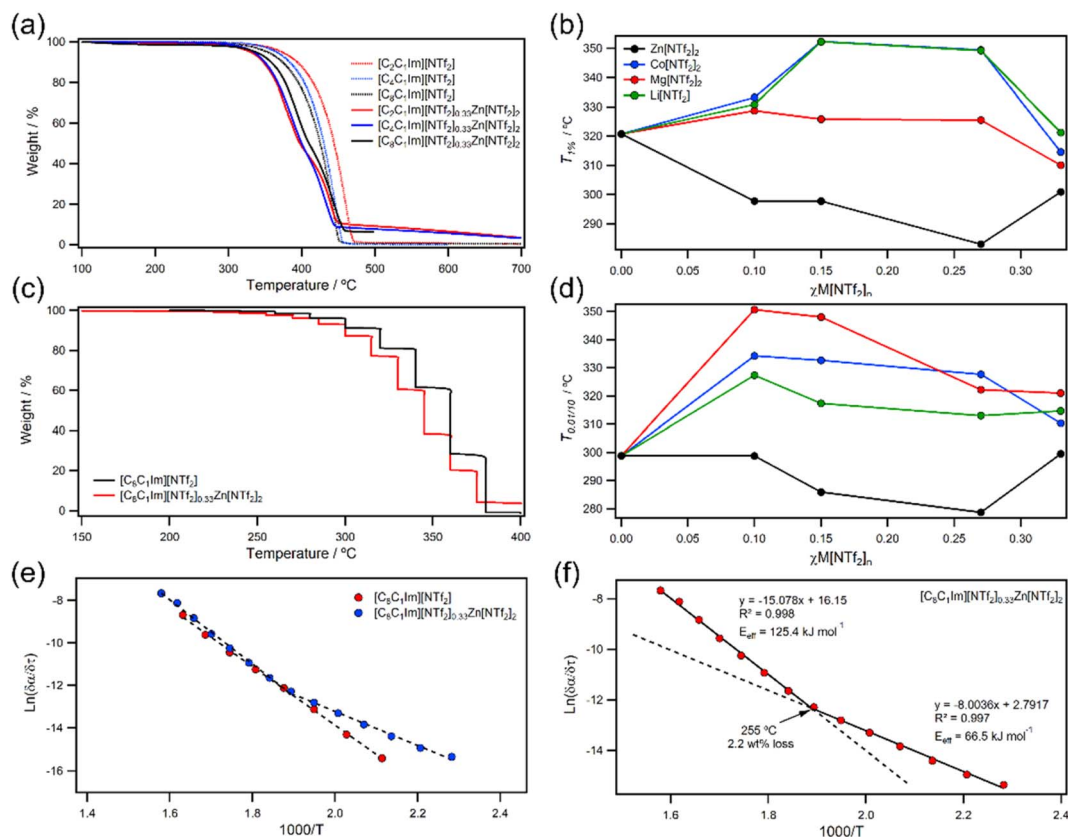 (a)
100
80
60
40
20
0
Weight / %
100 200 300 400 500 600 700
Temperature / ºC
[C₂C₁Im][NTf₂]
[C₄C₁Im][NTf₂]
[C₈C₁Im][NTf₂]
[C₂C₁Im][NTf₂]₀.₃₃Zn[NTf₂]₂
[C₄C₁Im][NTf₂]₀.₃₃Zn[NTf₂]₂
[C₈C₁Im][NTf₂]₀.₃₃Zn[NTf₂]₂
(b)
350
340
330
320
310
300
290
T1% / ºC
Zn[NTf₂]₂
Co[NTf₂]₂
Mg[NTf₂]₂
Li[NTf₂]
0.00 0.05 0.10 0.15 0.20 0.25 0.30
χM[NTf₂]ₙ
(c)
100
80
60
40
20
0
Weight / %
[C₈C₁Im][NTf₂]
[C₈C₁Im][NTf₂]₀.₃₃Zn[NTf₂]₂
150 200 250 300 350 400
Temperature / ºC
(d)
350
340
330
320
310
300
290
280
T0.01/10 / ºC
0.00 0.05 0.10 0.15 0.20 0.25 0.30
χM[NTf₂]ₙ
(e)
-8
-10
-12
-14
-16
Ln(δα/δτ)
[C₈C₁Im][NTf₂]
[C₈C₁Im][NTf₂]₀.₃₃Zn[NTf₂]₂
1.4 1.6 1.8 2.0 2.2 2.4
1000/T
(f)
-8
-10
-12
-14
Ln(δα/δτ)
y = -15.078x + 16.15
R² = 0.998
Eeff = 125.4 kJ mol⁻¹
[C₈C₁Im][NTf₂]₀.₃₃Zn[NTf₂]₂
255 ºC
2.2 wt% loss
y = -8.0036x + 2.7917
R² = 0.997
Eeff = 66.5 kJ mol⁻¹
1.6 1.8 2.0 2.2 2.4
1000/T